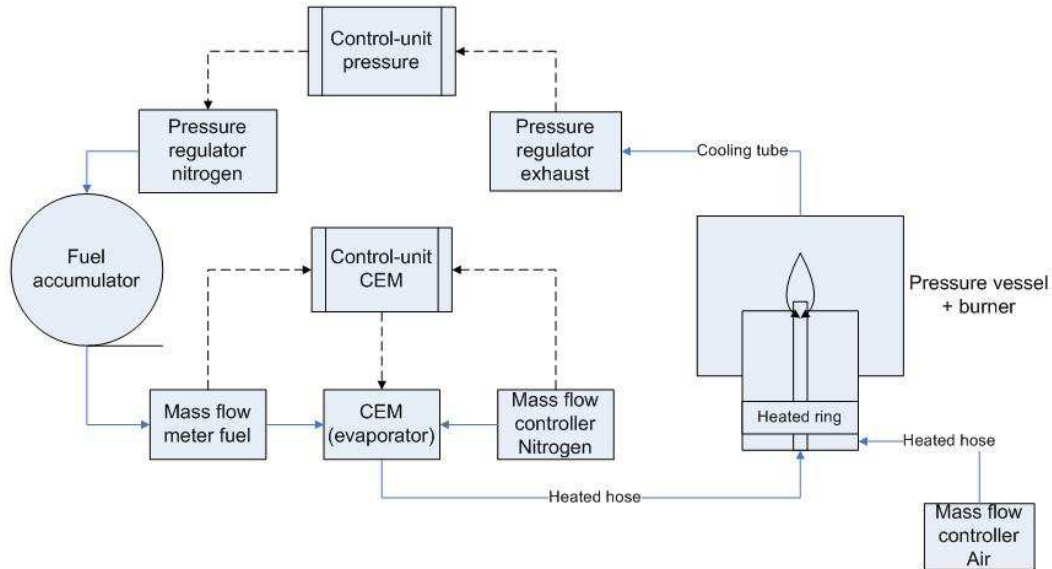 Control-unit
pressure
Pressure
regulator
nitrogen
Pressure
regulator
exhaust
Cooling tube
Fuel
accumulator
Control-unit
CEM
Pressure vessel
+ burner
Mass flow
meter fuel
CEM
(evaporator)
Mass flow
controller
Nitrogen
Heated ring
Heated hose
Heated hose
Mass flow
controller
Air